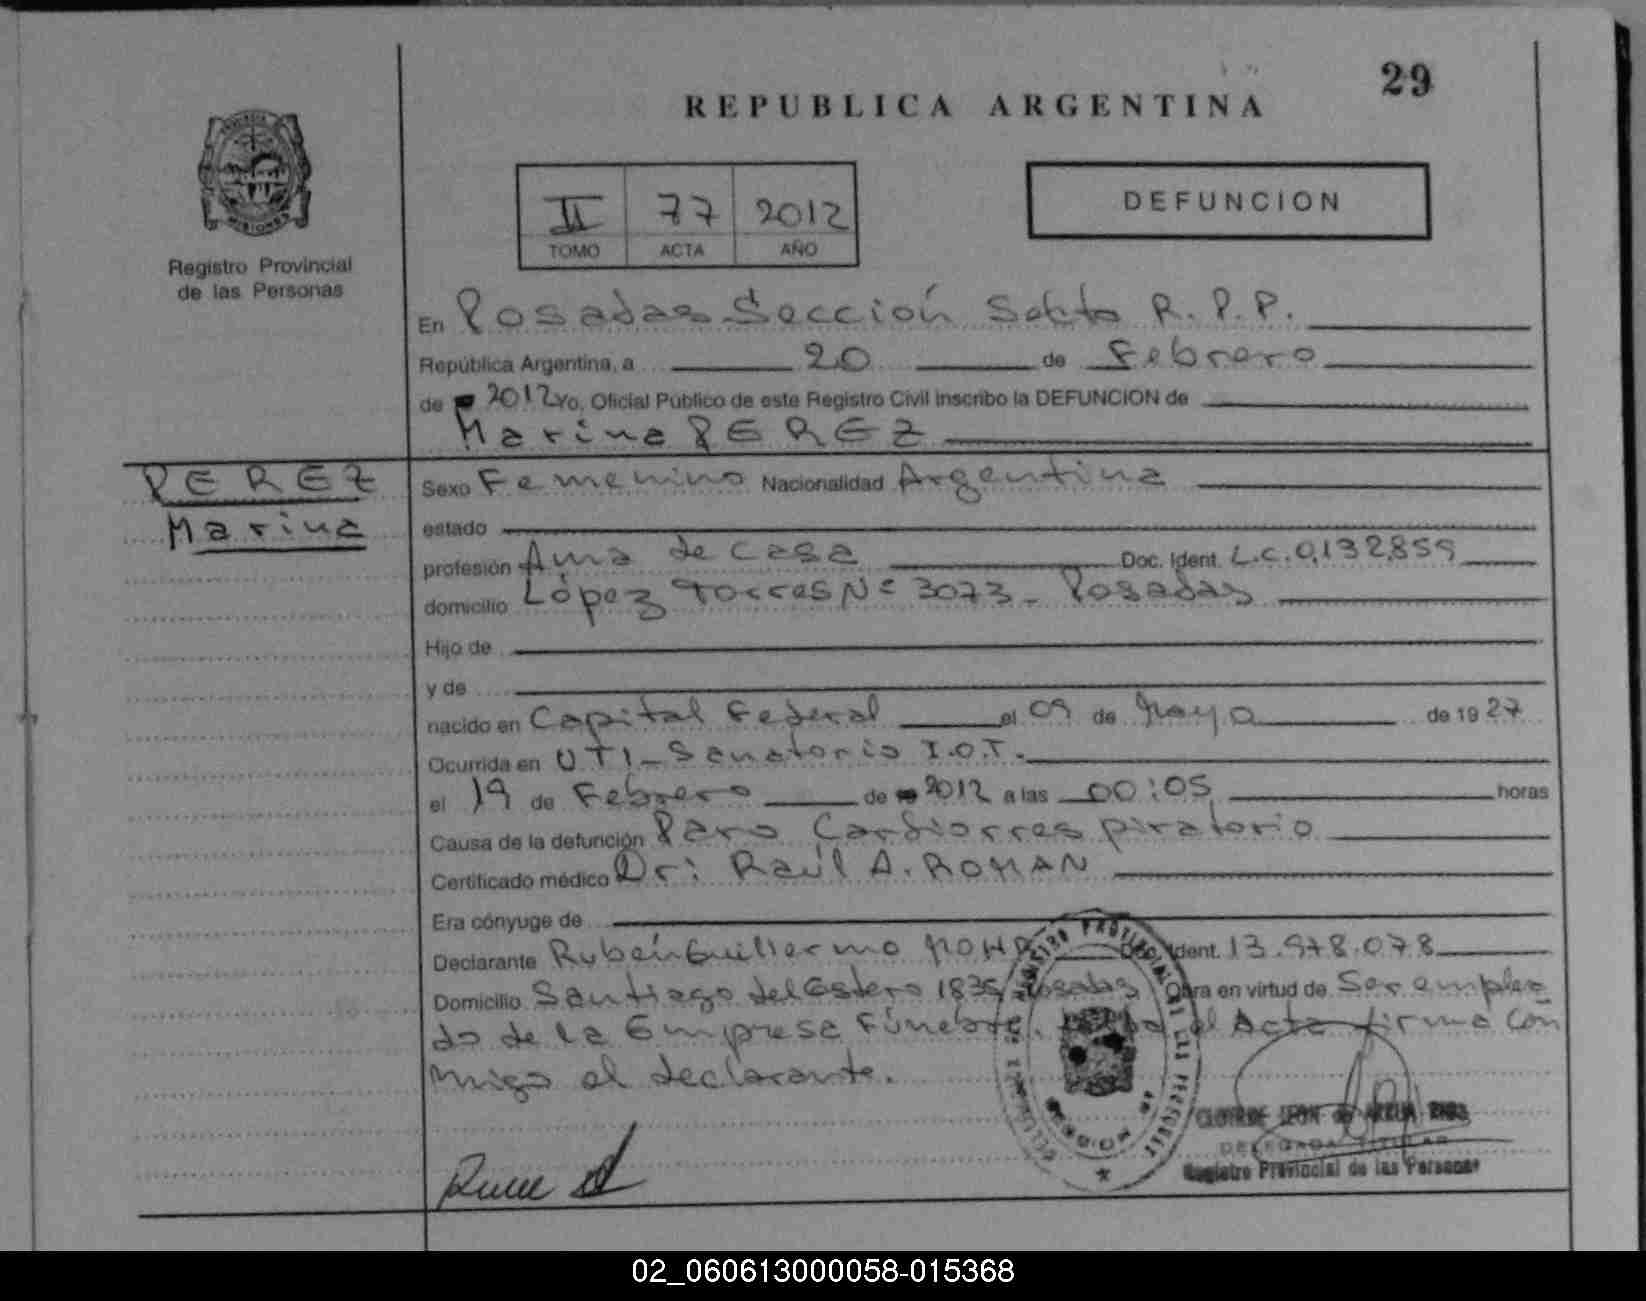 29
REPUBLICA ARGENTINA
II 77 2012
TOMO ACTA AÑO
DEFUNCION
Registro Provincial
de las Personas
En Posadas Sección Sexta R.P.P.
República Argentina, a 20 de Febrero
de 2012 Yo, Oficial Público de este Registro Civil inscribo la DEFUNCION de
Marina PEREZ
PEREZ
Marina
Sexo Femenino Nacionalidad Argentina
estado
profesión Ama de casa Doc. Ident. L.C. 0.132.859
domicilio López Torres Nº 3073 - Posadas
Hijo de
y de
nacido en Capital Federal el 09 de Mayo de 1927
Ocurrida en UTI - Sanatorio I.O.T.
el 19 de Febrero de 2012 a las 00:05 horas
Causa de la defunción Paro Cardiorrespiratorio
Certificado médico Dr: Raúl A. ROMAN
Era cónyuge de
Declarante Rubén Guillermo Doc. Ident. 13.978.078
Domicilio Santiago del Estero 1835 Posadas Obra en virtud de Ser emplea
do de la Empresa Fúnebre. el Acta firma con
migo el declarante.
DELEGADA TITULAR
Registro Provincial de las Personas
02_060613000058-015368